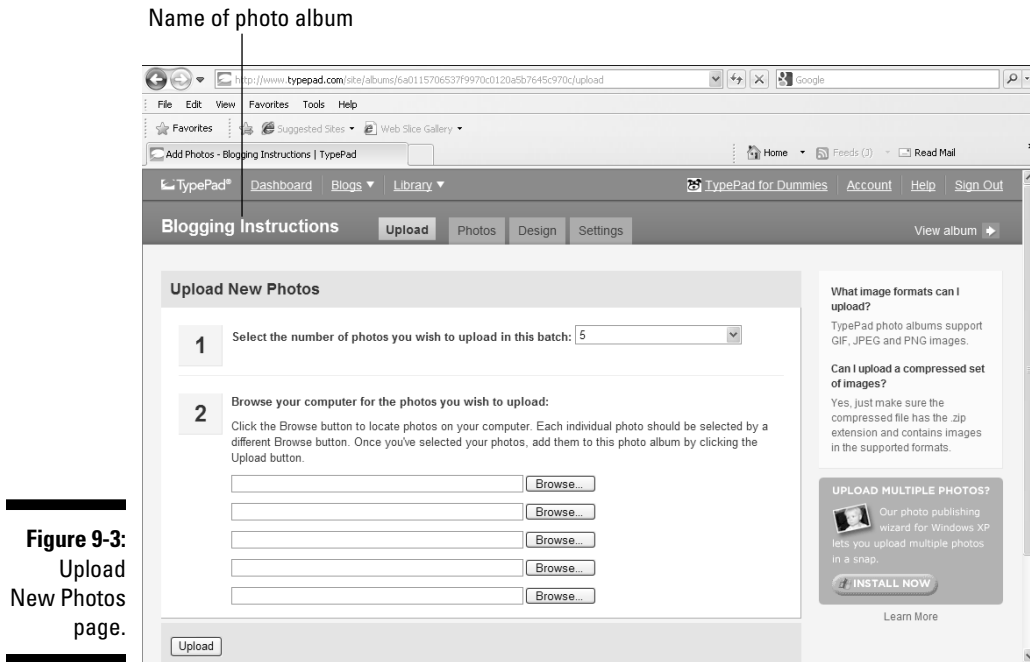 Name of photo album
http://www.typepad.com/site/albums/6a0115706537f9970c0120a5b7645c970c/upload
Google
File Edit View Favorites Tools Help
Favorites Suggested Sites Web Slice Gallery
Add Photos - Blogging Instructions | TypePad
Home Feeds (J) Read Mail
TypePad® Dashboard Blogs Library TypePad for Dummies Account Help Sign Out
Blogging Instructions Upload Photos Design Settings View album
Upload New Photos
1 Select the number of photos you wish to upload in this batch: 5
2 Browse your computer for the photos you wish to upload:
Click the Browse button to locate photos on your computer. Each individual photo should be selected by a
different Browse button. Once you've selected your photos, add them to this photo album by clicking the
Upload button.
Browse...
Browse...
Browse...
Browse...
Browse...
Upload
What image formats can I
upload?
TypePad photo albums support
GIF, JPEG and PNG images.
Can I upload a compressed set
of images?
Yes, just make sure the
compressed file has the .zip
extension and contains images
in the supported formats.
UPLOAD MULTIPLE PHOTOS?
Our photo publishing
wizard for Windows XP
lets you upload multiple photos
in a snap.
INSTALL NOW
Learn More
Figure 9-3:
Upload
New Photos
page.